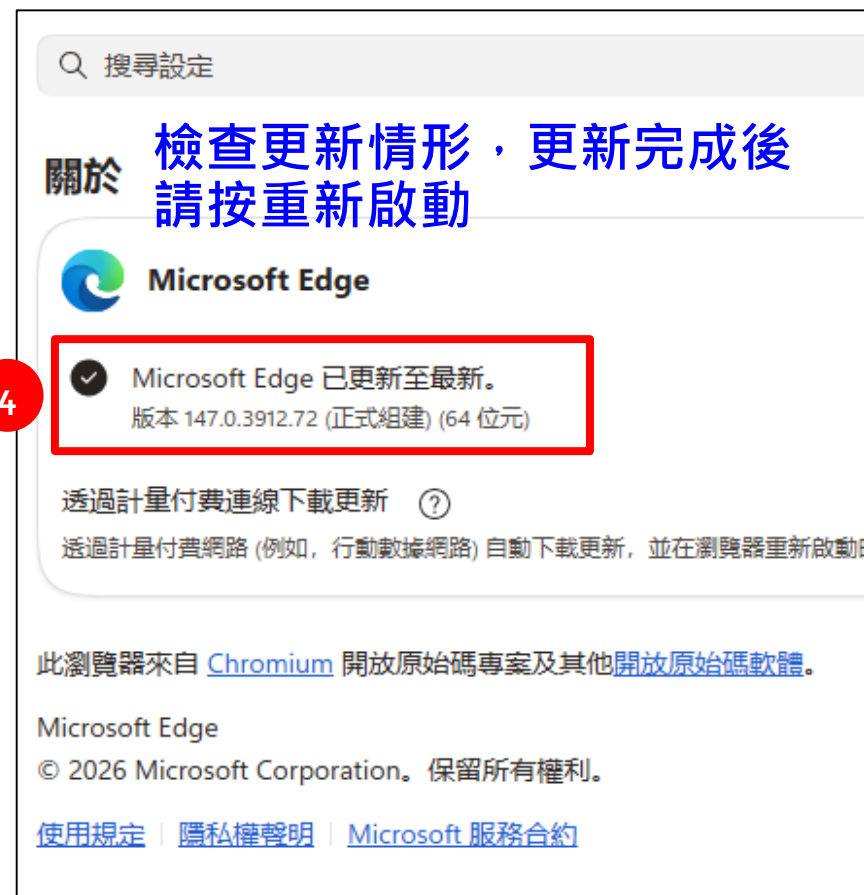 搜尋設定
檢查更新情形，更新完成後
請按重新啟動
關於
Microsoft Edge
4
Microsoft Edge 已更新至最新。
版本 147.0.3912.72 (正式組建) (64 位元)
透過計量付費連線下載更新 ?
透過計量付費網路 (例如，行動數據網路) 自動下載更新，並在瀏覽器重新啟動
此瀏覽器來自 Chromium 開放原始碼專案及其他開放原始碼軟體。
Microsoft Edge
© 2026 Microsoft Corporation。保留所有權利。
使用規定 | 隱私權聲明 | Microsoft 服務合約